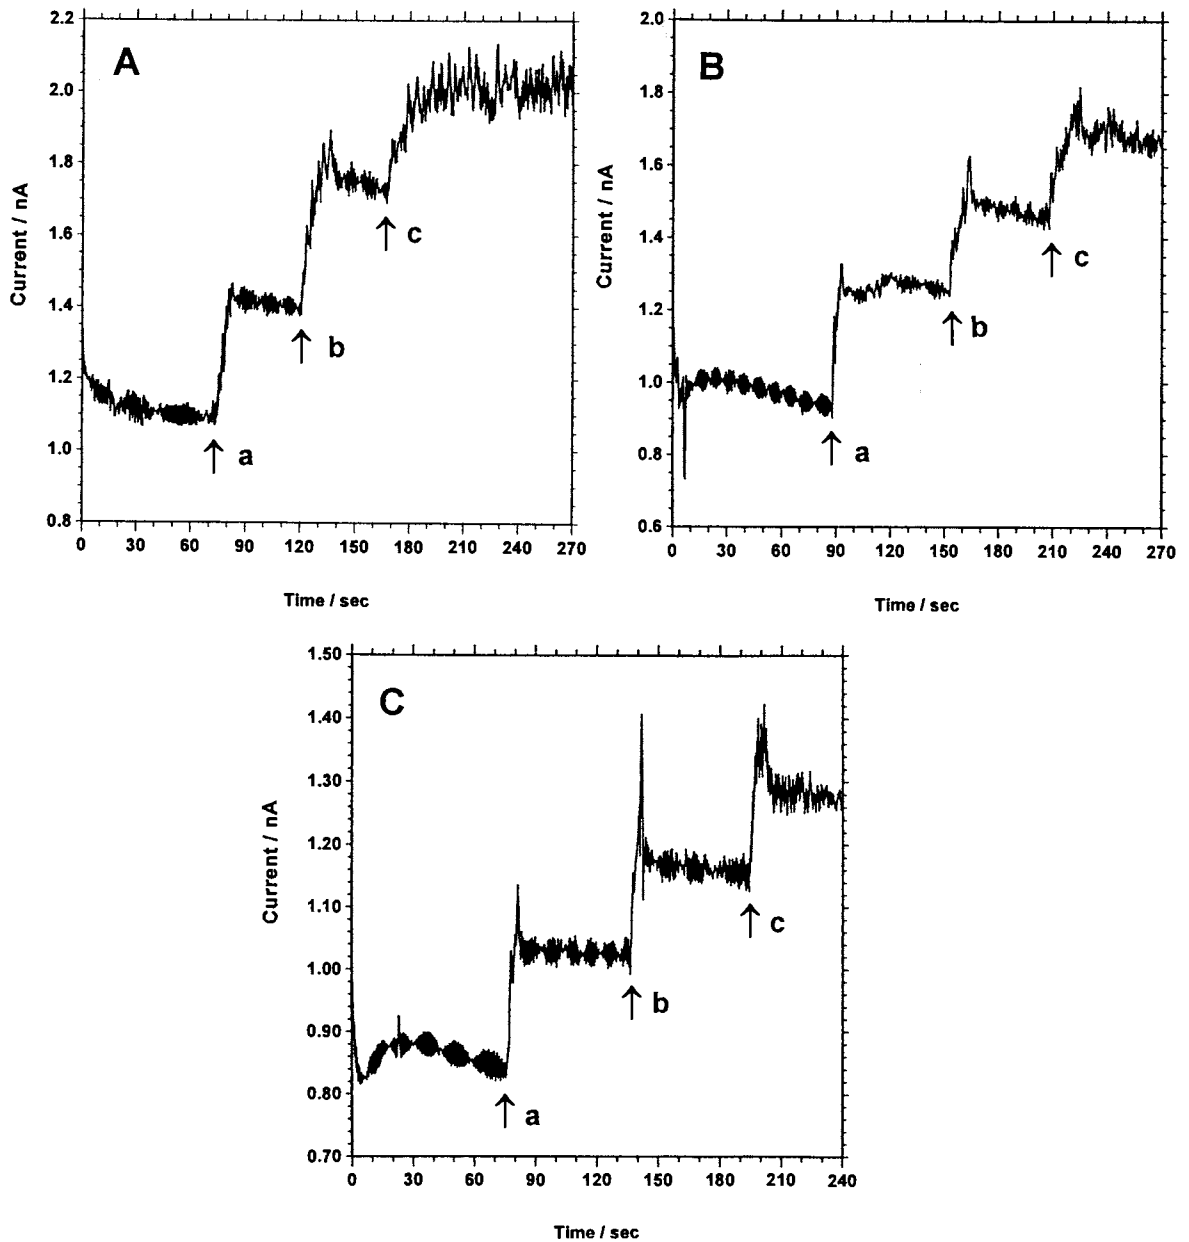 A
Current / nA
2.2
2.0
1.8
1.6
1.4
1.2
1.0
0.8
a
b
c
0 30 60 90 120 150 180 210 240 270
Time / sec
B
Current / nA
2.0
1.8
1.6
1.4
1.2
1.0
0.8
0.6
a
b
c
0 30 60 90 120 150 180 210 240 270
Time / sec
C
Current / nA
1.50
1.40
1.30
1.20
1.10
1.00
0.90
0.80
0.70
a
b
c
0 30 60 90 120 150 180 210 240
Time / sec